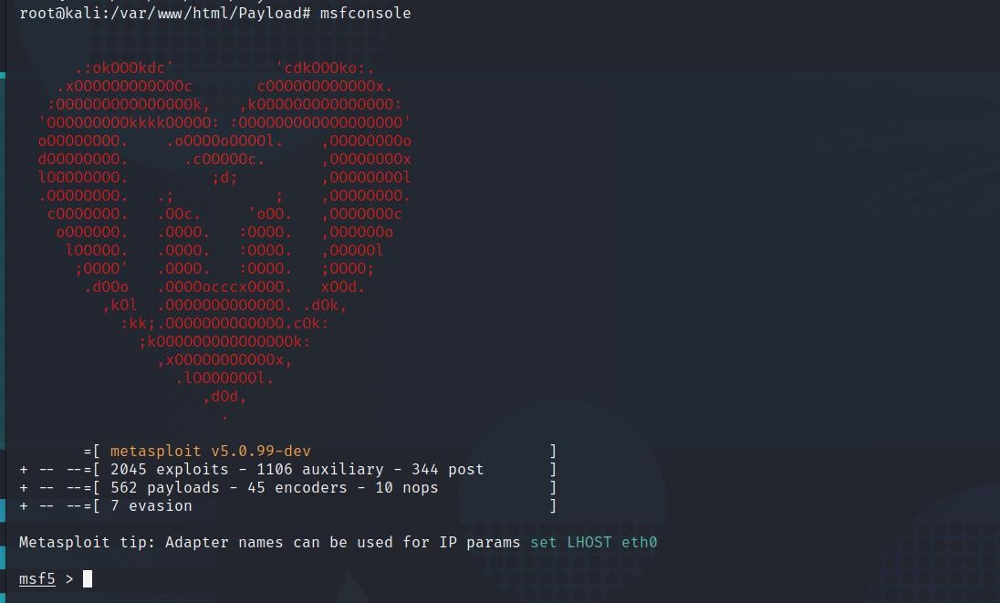 root@kali:/var/www/html/Payload# msfconsole
.:okOOOkdc'           'cdkOOOko:.
.xOOOOOOOOOOOOc       cOOOOOOOOOOOOx.
:OOOOOOOOOOOOOOOk,   ,kOOOOOOOOOOOOOOO:
'OOOOOOOOOkkkkOOOOO: :OOOOOOOOOOOOOOOOOO'
oOOOOOOOO.    .oOOOOoOOOOl.    ,OOOOOOOOo
dOOOOOOOO.      .cOOOOOc.      ,OOOOOOOOx
lOOOOOOOO.         ;d;         ,OOOOOOOOl
.OOOOOOOO.   .;           ;    ,OOOOOOOO.
cOOOOOOO.   .OOc.     'oOO.   ,OOOOOOOc
oOOOOOO.   .OOOO.   :OOOO.   ,OOOOOOo
lOOOOO.   .OOOO.   :OOOO.   ,OOOOOl
;OOOO'   .OOOO.   :OOOO.   ;OOOO;
.dOOo   .OOOOocccxOOOO.   xOOd.
,kOl  .OOOOOOOOOOOOO. .dOk,
:kk;.OOOOOOOOOOOOO.cOk:
;kOOOOOOOOOOOOOOOk:
,xOOOOOOOOOOOx,
.lOOOOOOOl.
,dOd,
.
=[ metasploit v5.0.99-dev                          ]
+ -- --=[ 2045 exploits - 1106 auxiliary - 344 post       ]
+ -- --=[ 562 payloads - 45 encoders - 10 nops            ]
+ -- --=[ 7 evasion                                       ]
Metasploit tip: Adapter names can be used for IP params set LHOST eth0
msf5 >